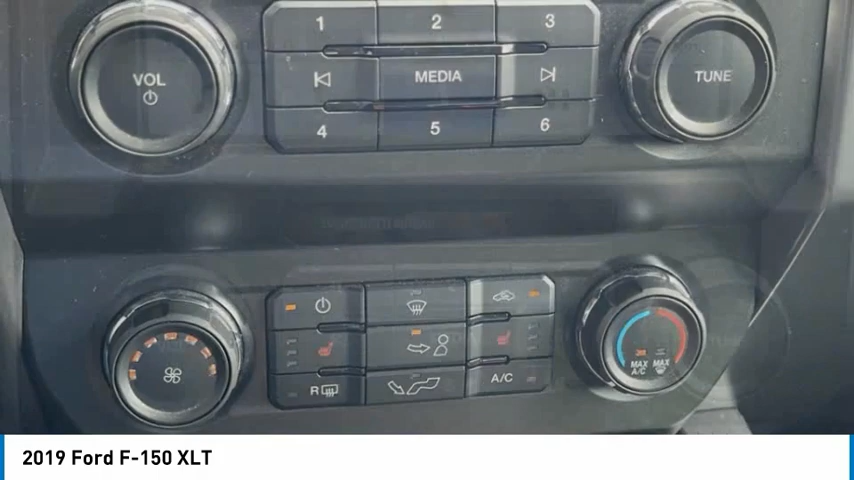 1 2 3
VOL
MEDIA
TUNE
4 5 6
MAX A/C MAX
R
A/C
2019 Ford F-150 XLT